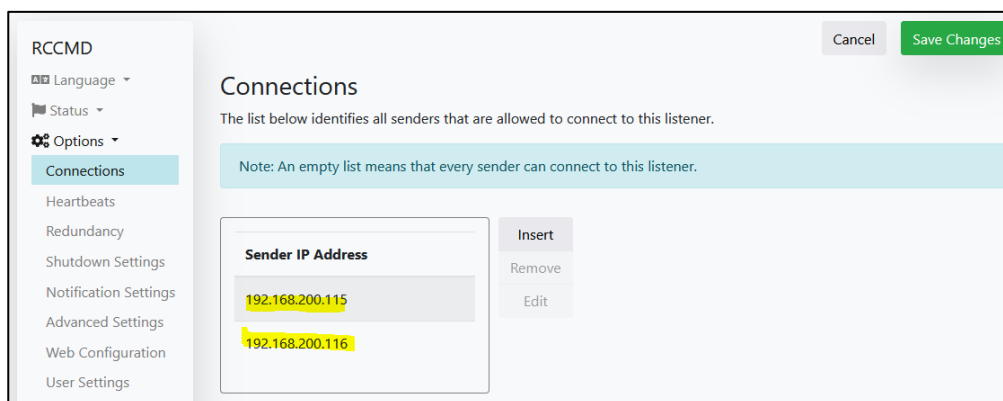 RCCMD
Language
Status
Options
Connections
Heartbeats
Redundancy
Shutdown Settings
Notification Settings
Advanced Settings
Web Configuration
User Settings
Cancel
Save Changes
Connections
The list below identifies all senders that are allowed to connect to this listener.
Note: An empty list means that every sender can connect to this listener.
Sender IP Address
192.168.200.115
192.168.200.116
Insert
Remove
Edit